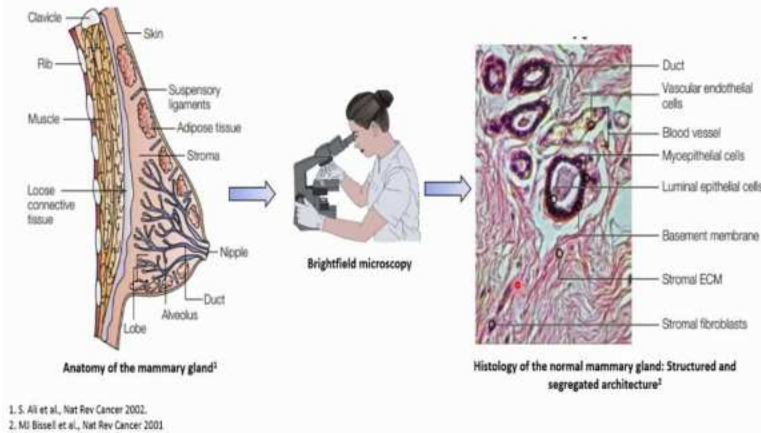 Clavicle
Skin
Rib
Suspensory
ligaments
Muscle
Adipose tissue
Stroma
Loose
connective
tissue
Nipple
Duct
Alveolus
Lobe
Anatomy of the mammary gland1
Brightfield microscopy
Duct
Vascular endothelial
cells
Blood vessel
Myoepithelial cells
Luminal epithelial cells
Basement membrane
Stromal ECM
Stromal fibroblasts
Histology of the normal mammary gland: Structured and
segregated architecture2
1. S. Ali et al., Nat Rev Cancer 2002.
2. MJ Bissell et al., Nat Rev Cancer 2001